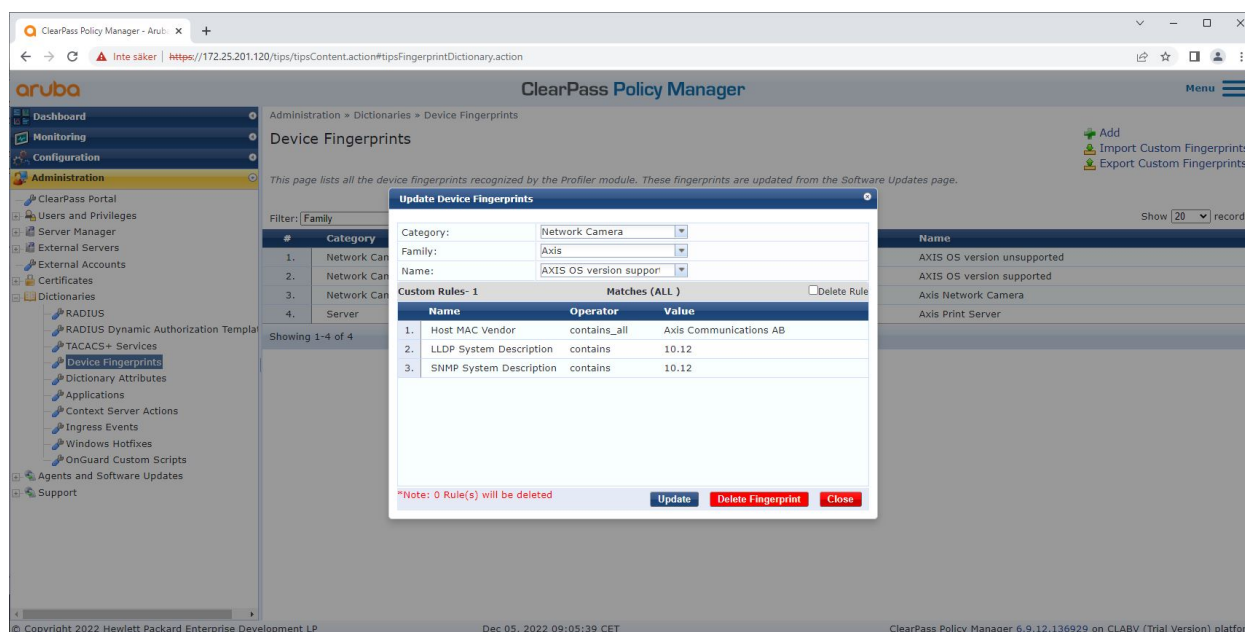 ClearPass Policy Manager - Arub
Inte säker | https://172.25.201.120/tips/tipsContent.action#tipsFingerprintDictionary.action
aruba
ClearPass Policy Manager
Menu
Dashboard
Monitoring
Configuration
Administration
ClearPass Portal
Users and Privileges
Server Manager
External Servers
External Accounts
Certificates
Dictionaries
RADIUS
RADIUS Dynamic Authorization Templat
TACACS+ Services
Device Fingerprints
Dictionary Attributes
Applications
Context Server Actions
Ingress Events
Windows Hotfixes
OnGuard Custom Scripts
Agents and Software Updates
Support
Administration » Dictionaries » Device Fingerprints
Device Fingerprints
Add
Import Custom Fingerprints
Export Custom Fingerprints
This page lists all the device fingerprints recognized by the Profiler module. These fingerprints are updated from the Software Updates page.
Filter: Family
Show 20 record
# Category Name
1. Network Can AXIS OS version unsupported
2. Network Can AXIS OS version supported
3. Network Can Axis Network Camera
4. Server Axis Print Server
Showing 1-4 of 4
Update Device Fingerprints
Category: Network Camera
Family: Axis
Name: AXIS OS version suppor
Custom Rules- 1 Matches (ALL ) Delete Rule
Name Operator Value
1. Host MAC Vendor contains_all Axis Communications AB
2. LLDP System Description contains 10.12
3. SNMP System Description contains 10.12
*Note: 0 Rule(s) will be deleted
Update Delete Fingerprint Close
© Copyright 2022 Hewlett Packard Enterprise Development LP Dec 05, 2022 09:05:39 CET ClearPass Policy Manager 6.9.12.136929 on CLABV (Trial Version) platfor